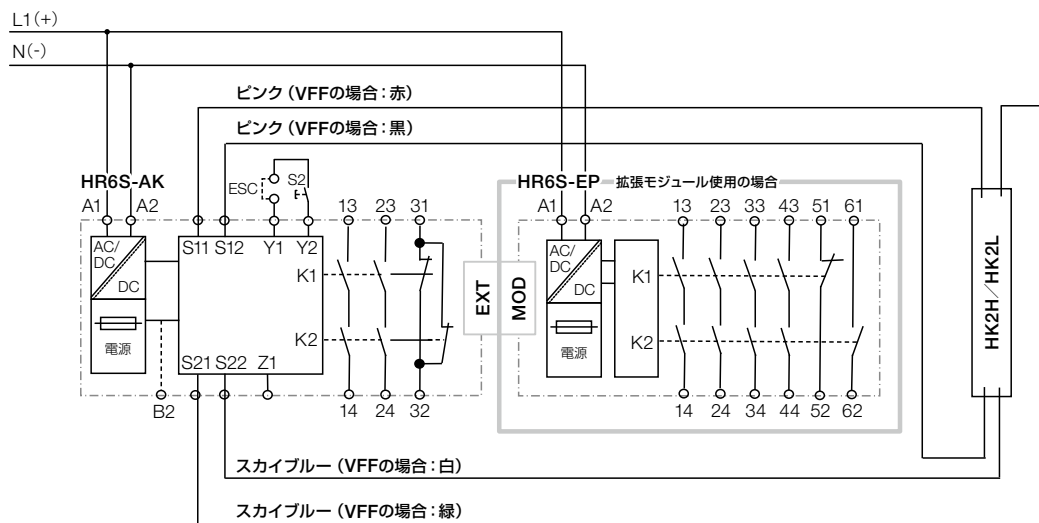 L1(+)
N(-)
ピンク（VFFの場合：赤）
ピンク（VFFの場合：黒）
HR6S-AK
ESC
S2
HR6S-EP 拡張モジュール使用の場合
A1 A2 13 23 31 A1 A2 13 23 33 43 51 61
AC/
DC
DC
S11 S12 Y1 Y2
K1
K2
電源
S21 S22 Z1
EXT
MOD
AC/
DC
DC
K1
K2
電源
HK2H/HK2L
B2 14 24 32 14 24 34 44 52 62
スカイブルー（VFFの場合：白）
スカイブルー（VFFの場合：緑）